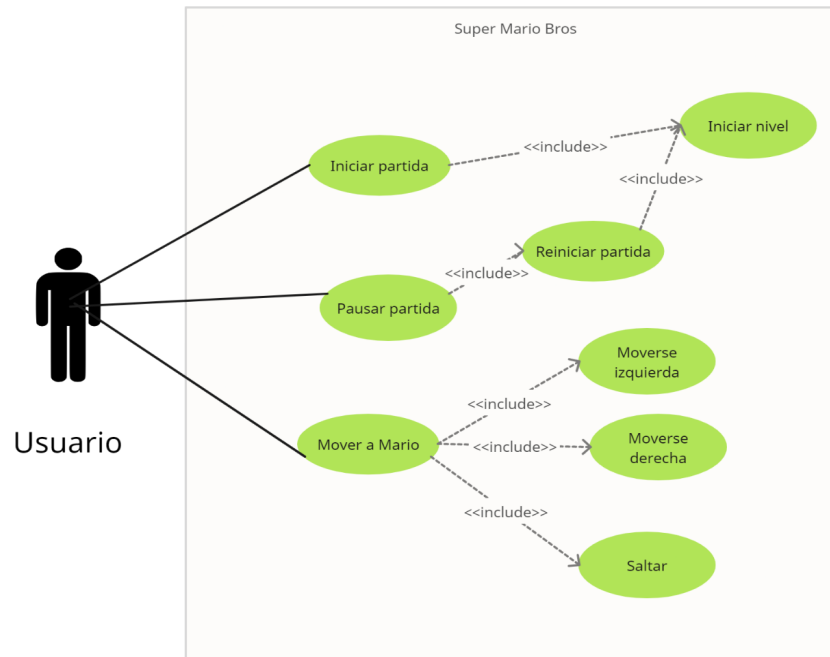 Super Mario Bros
Iniciar nivel
<<include>>
Iniciar partida
<<include>>
Reiniciar partida
<<include>>
Pausar partida
Moverse
izquierda
<<include>>
Usuario
Mover a Mario
<<include>>
Moverse
derecha
<<include>>
Saltar